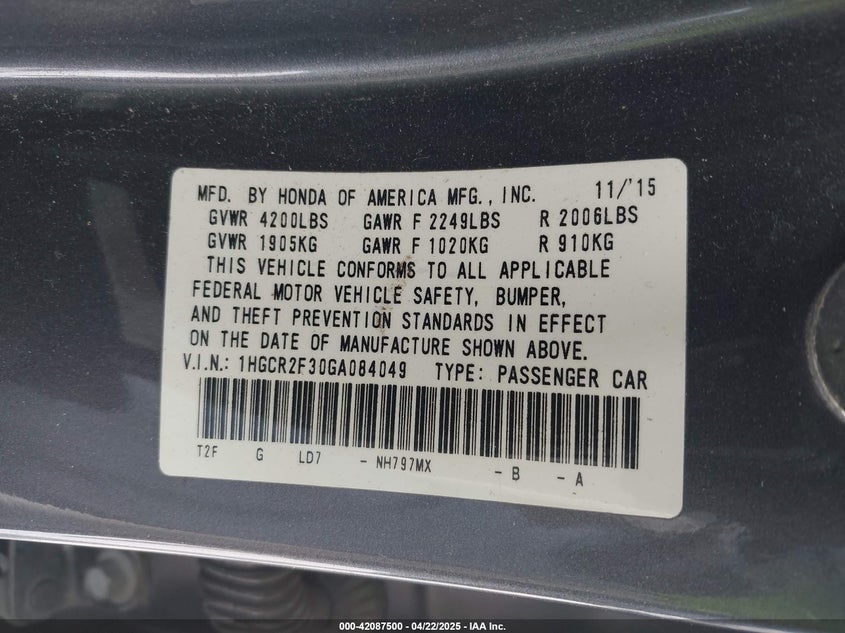 MFD. BY HONDA OF AMERICA MFG., INC. 11/'15
GVWR 4200LBS GAWR F 2249LBS R 2006LBS
GVWR 1905KG GAWR F 1020KG R 910KG
THIS VEHICLE CONFORMS TO ALL APPLICABLE
FEDERAL MOTOR VEHICLE SAFETY, BUMPER,
AND THEFT PREVENTION STANDARDS IN EFFECT
ON THE DATE OF MANUFACTURE SHOWN ABOVE.
V.I.N.: 1HGCR2F30GA084049 TYPE: PASSENGER CAR
T2F G LD7 - NH797MX - B - A
000-42087500 - 04/22/2025 - IAA Inc.